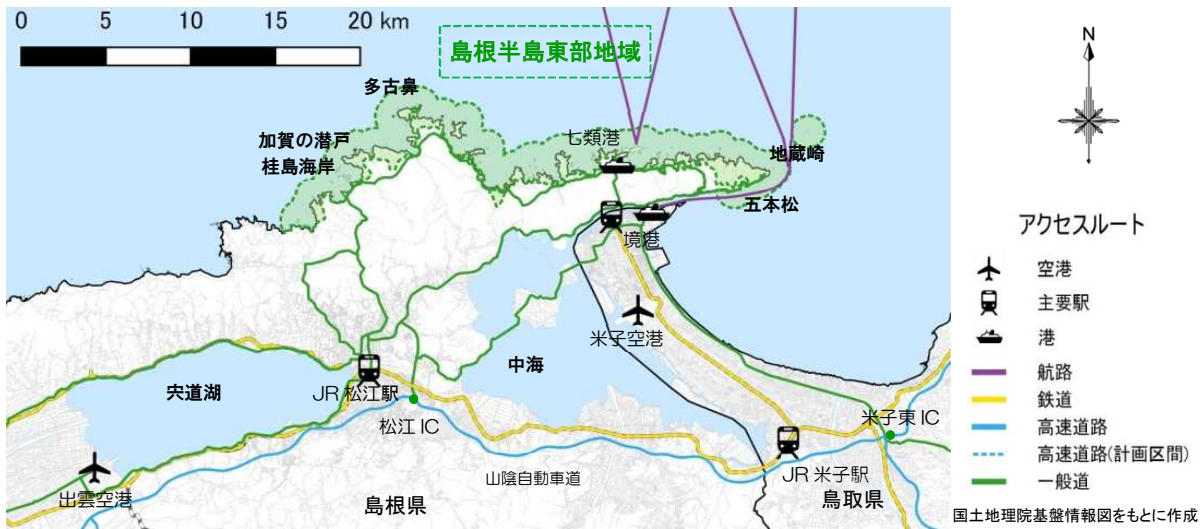 0 5 10 15 20 km
島根半島東部地域
多古鼻
加賀の潜戸
桂島海岸
七類港
地蔵崎
五本松
境港
米子空港
中海
宍道湖
JR 松江駅
松江 IC
米子東 IC
JR 米子駅
山陰自動車道
出雲空港
島根県
鳥取県
N
アクセスルート
空港
主要駅
港
航路
鉄道
高速道路
高速道路(計画区間)
一般道
国土地理院基盤情報図をもとに作成